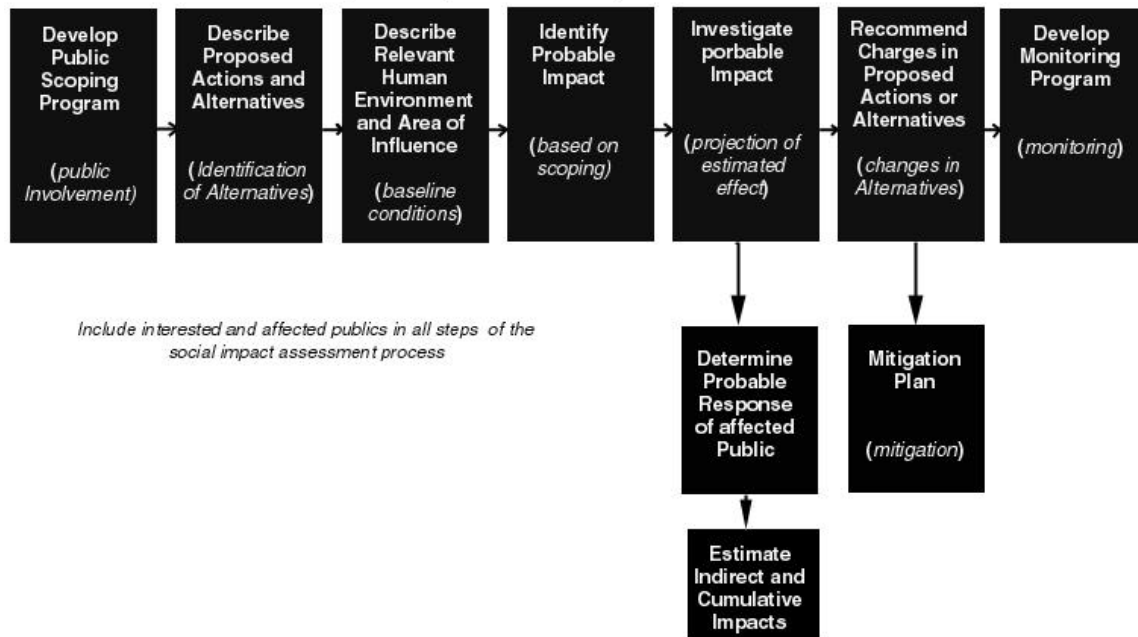 Develop
Public
Scoping
Program
(public
Involvement)
Describe
Proposed
Actions and
Alternatives
(Identification
of Alternatives)
Describe
Relevant
Human
Environment
and Area of
Influence
(baseline
conditions)
Identify
Probable
Impact
(based on
scoping)
Investigate
porbable
Impact
(projection of
estimated
effect)
Recommend
Charges in
Proposed
Actions or
Alternatives
(changes in
Alternatives)
Develop
Monitoring
Program
(monitoring)
Include interested and affected publics in all steps of the
social impact assessment process
Determine
Probable
Response
of affected
Public
Mitigation
Plan
(mitigation)
Estimate
Indirect and
Cumulative
Impacts